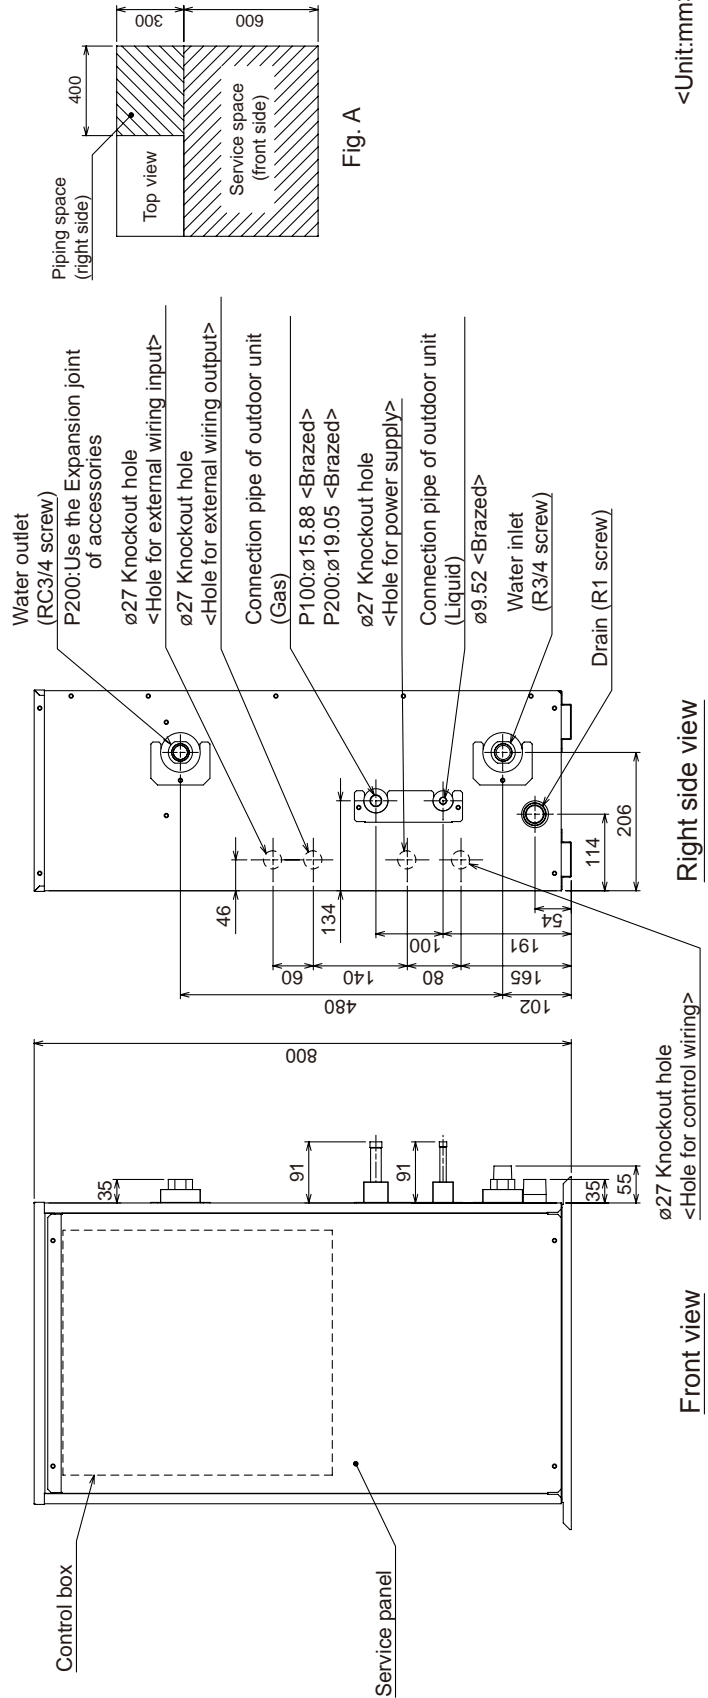 Control box
Service panel
Front view
800
35
91
91
35
55
ø27 Knockout hole
<Hole for control wiring>
Water outlet
(RC3/4 screw)
P200:Use the Expansion joint
of accessories
ø27 Knockout hole
<Hole for external wiring input>
ø27 Knockout hole
<Hole for external wiring output>
Connection pipe of outdoor unit
(Gas)
P100:ø15.88 <Brazed>
P200:ø19.05 <Brazed>
ø27 Knockout hole
<Hole for power supply>
Connection pipe of outdoor unit
(Liquid)
ø9.52 <Brazed>
Water inlet
(R3/4 screw)
Drain (R1 screw)
46
134
60
140
80
165
100
191
480
102
54
114
206
Right side view
Piping space
(right side)
400
300
600
Top view
Service space
(front side)
Fig. A
<Unit:mm>